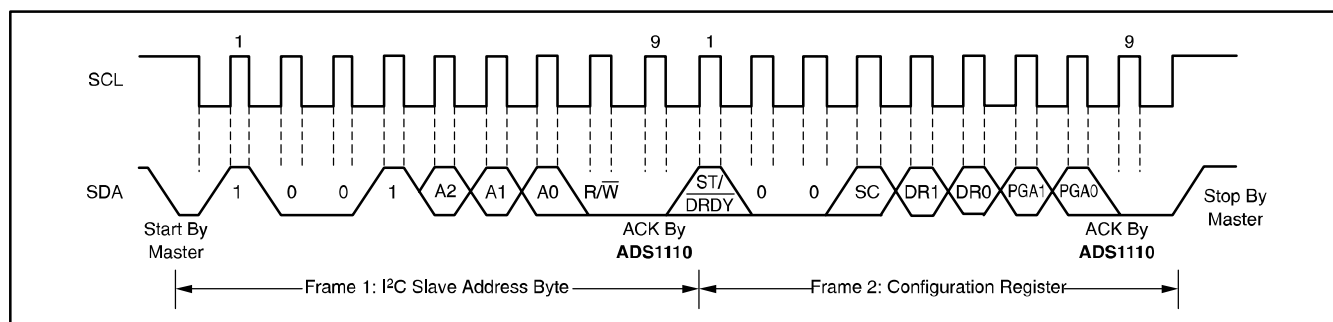 1 9 1 9
SCL
SDA 1 0 0 1 A2 A1 A0 R/W̅ ST/ 0 0 SC DR1 DR0 PGA1 PGA0 Stop By
D̅R̅D̅Y̅ Master
Start By ACK By ACK By
Master ADS1110 ADS1110
Frame 1: I²C Slave Address Byte Frame 2: Configuration Register